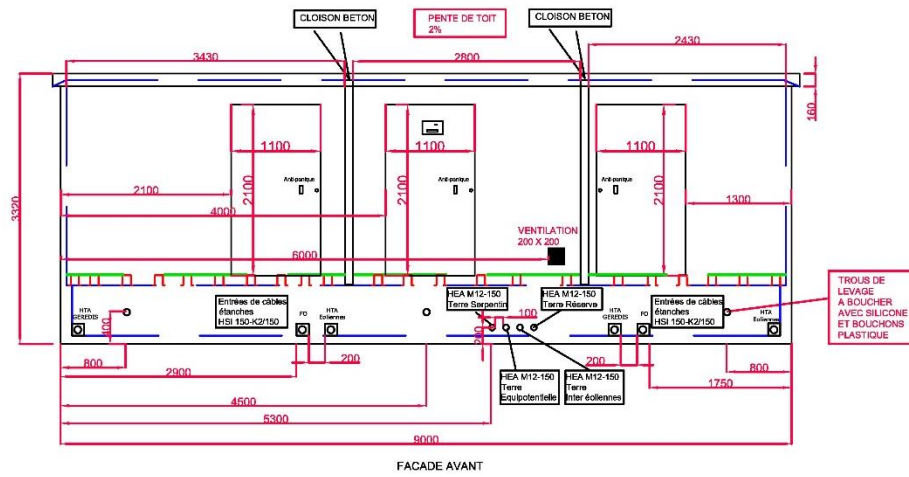 CLOISON BETON
PENTE DE TOIT
2%
CLOISON BETON
3430
2800
2430
160
1100
1100
1100
2100
2100
2100
Anti-panique
Anti-panique
Anti-panique
3320
2100
4000
1300
6000
VENTILATION
200 X 200
HTA
GEREDIS
Entrées de câbles
étanches
HSI 150-K2/150
FO
HTA
Eoliennes
HEA M12-150
Terre Serpentin
HEA M12-150
Terre Réserve
HTA
GEREDIS
FO
Entrées de câbles
étanches
HSI 150-K2/150
HTA
Eoliennes
TROUS DE
LEVAGE
A BOUCHER
AVEC SILICONE
ET BOUCHONS
PLASTIQUE
400
100
200
800
200
2900
HEA M12-150
Terre
Equipotentielle
HEA M12-150
Terre
Inter éoliennes
200
800
1750
4500
5300
9000
FACADE AVANT